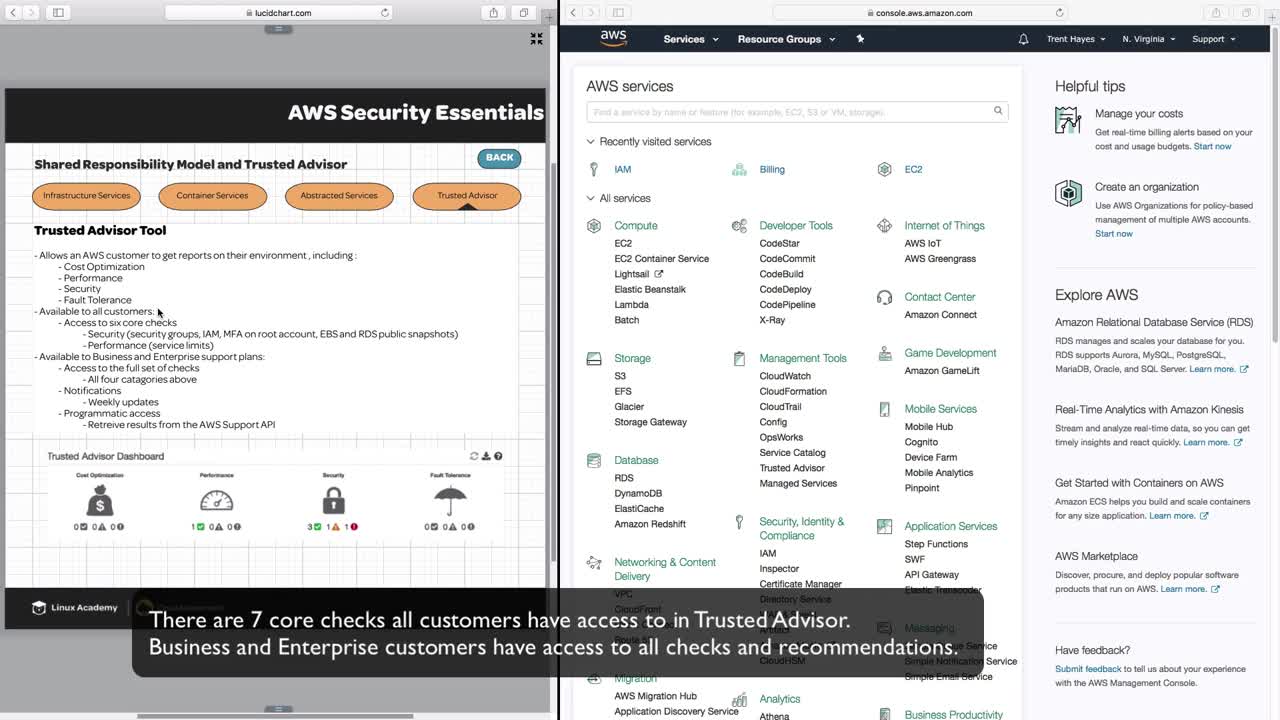 lucidchart.com
AWS Security Essentials
Shared Responsibility Model and Trusted Advisor
BACK
Infrastructure Services
Container Services
Abstracted Services
Trusted Advisor
Trusted Advisor Tool
- Allows an AWS customer to get reports on their environment , including :
- Cost Optimization
- Performance
- Security
- Fault Tolerance
- Available to all customers:
- Access to six core checks
- Security (security groups, IAM, MFA on root account, EBS and RDS public snapshots)
- Performance (service limits)
- Available to Business and Enterprise support plans:
- Access to the full set of checks
- All four catagories above
- Notifications
- Weekly updates
- Programmatic access
- Retreive results from the AWS Support API
Trusted Advisor Dashboard
Cost Optimization
Performance
Security
Fault Tolerance
0 0 0
1 0 0
3 1 1
0 0 0
Linux Academy
console.aws.amazon.com
aws
Services
Resource Groups
Trent Hayes
N. Virginia
Support
AWS services
Find a service by name or feature (for example, EC2, S3 or VM, storage).
Recently visited services
IAM
Billing
EC2
All services
Compute
EC2
EC2 Container Service
Lightsail
Elastic Beanstalk
Lambda
Batch
Storage
S3
EFS
Glacier
Storage Gateway
Database
RDS
DynamoDB
ElastiCache
Amazon Redshift
Networking & Content
Delivery
VPC
CloudFront
Migration
AWS Migration Hub
Application Discovery Service
Developer Tools
CodeStar
CodeCommit
CodeBuild
CodeDeploy
CodePipeline
X-Ray
Management Tools
CloudWatch
CloudFormation
CloudTrail
Config
OpsWorks
Service Catalog
Trusted Advisor
Managed Services
Security, Identity &
Compliance
IAM
Inspector
Certificate Manager
Directory Service
CloudHSM
Analytics
Athena
Internet of Things
AWS IoT
AWS Greengrass
Contact Center
Amazon Connect
Game Development
Amazon GameLift
Mobile Services
Mobile Hub
Cognito
Device Farm
Mobile Analytics
Pinpoint
Application Services
Step Functions
SWF
API Gateway
Elastic Transcoder
Messaging
Simple Notification Service
Simple Email Service
Business Productivity
Helpful tips
Manage your costs
Get real-time billing alerts based on your
cost and usage budgets. Start now
Create an organization
Use AWS Organizations for policy-based
management of multiple AWS accounts.
Start now
Explore AWS
Amazon Relational Database Service (RDS)
RDS manages and scales your database for you.
RDS supports Aurora, MySQL, PostgreSQL,
MariaDB, Oracle, and SQL Server. Learn more.
Real-Time Analytics with Amazon Kinesis
Stream and analyze real-time data, so you can get
timely insights and react quickly. Learn more.
Get Started with Containers on AWS
Amazon ECS helps you build and scale containers
for any size application. Learn more.
AWS Marketplace
Discover, procure, and deploy popular software
products that run on AWS. Learn more.
Have feedback?
Submit feedback to tell us about your experience
with the AWS Management Console.
There are 7 core checks all customers have access to in Trusted Advisor.
Business and Enterprise customers have access to all checks and recommendations.